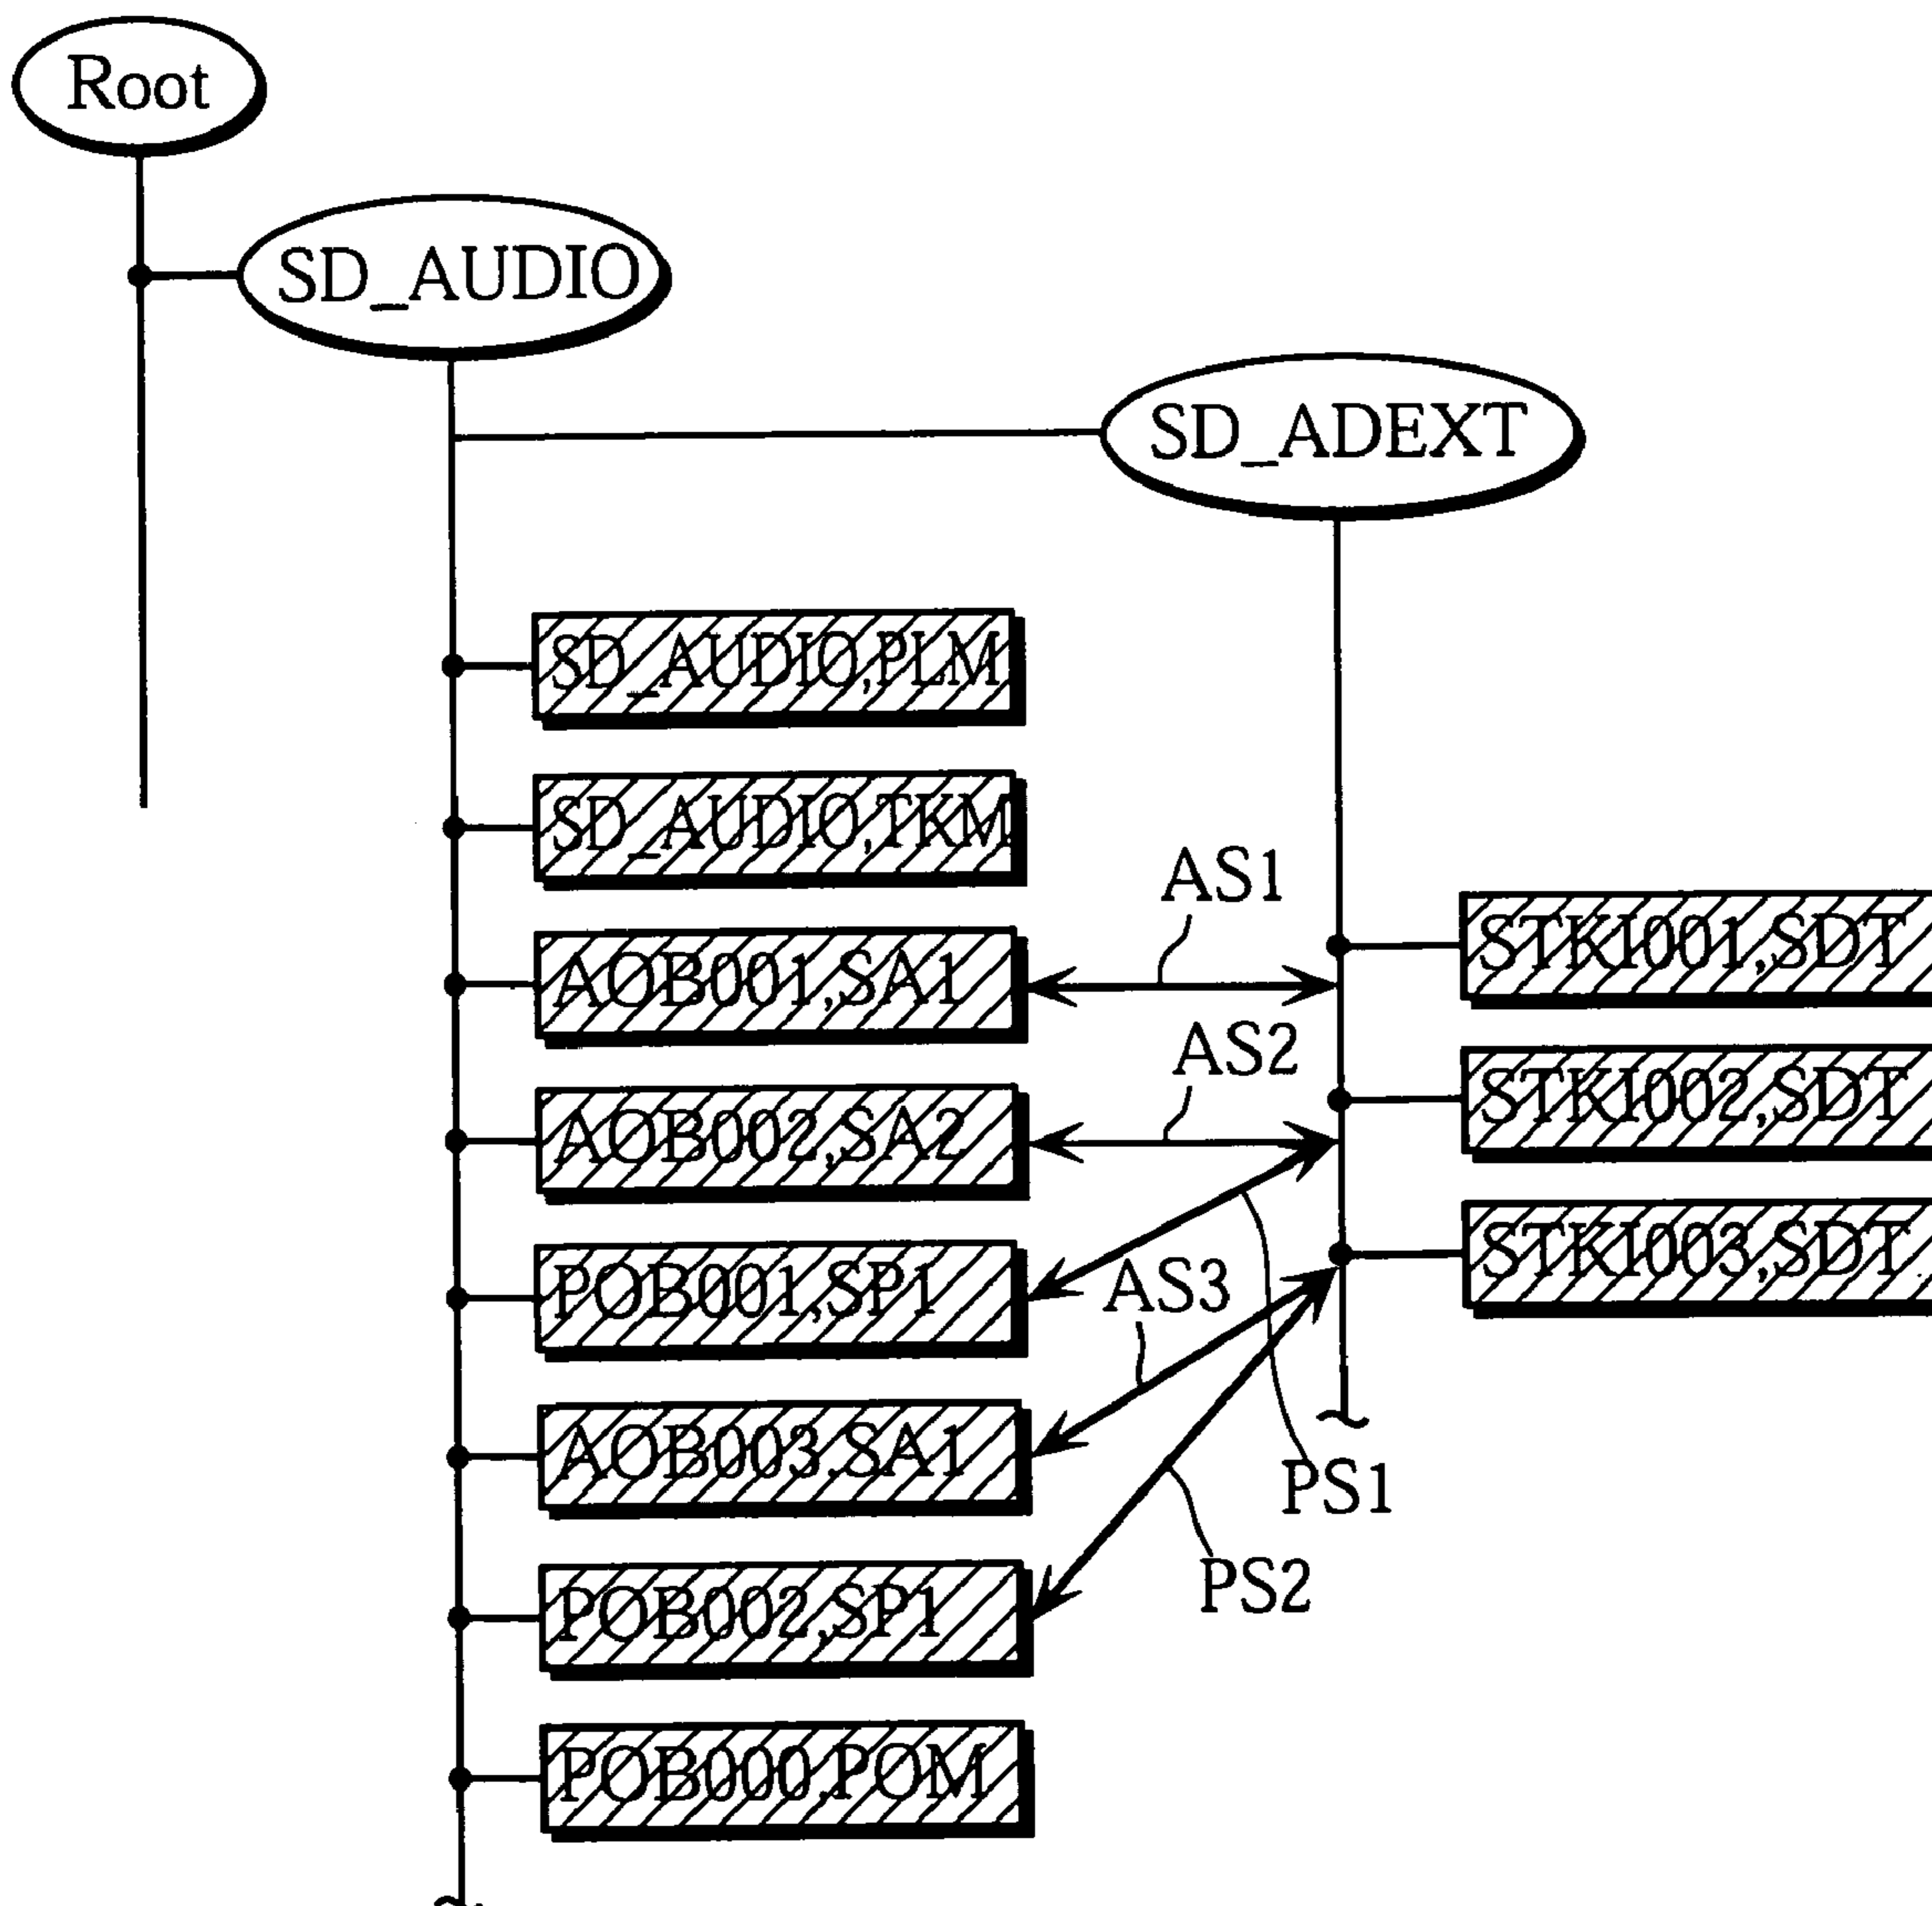 Root
SD_AUDIO
SD_ADEXT
SD_AUDIO,PLM
SD_AUDIO,TKM
AS1
STKI001,SDT
AOB001,SA1
AS2
STKI002,SDT
AOB002,SA2
STKI003,SDT
POB001,SP1
AS3
AOB003,SA1
PS1
PS2
POB002,SP1
POB000,POM